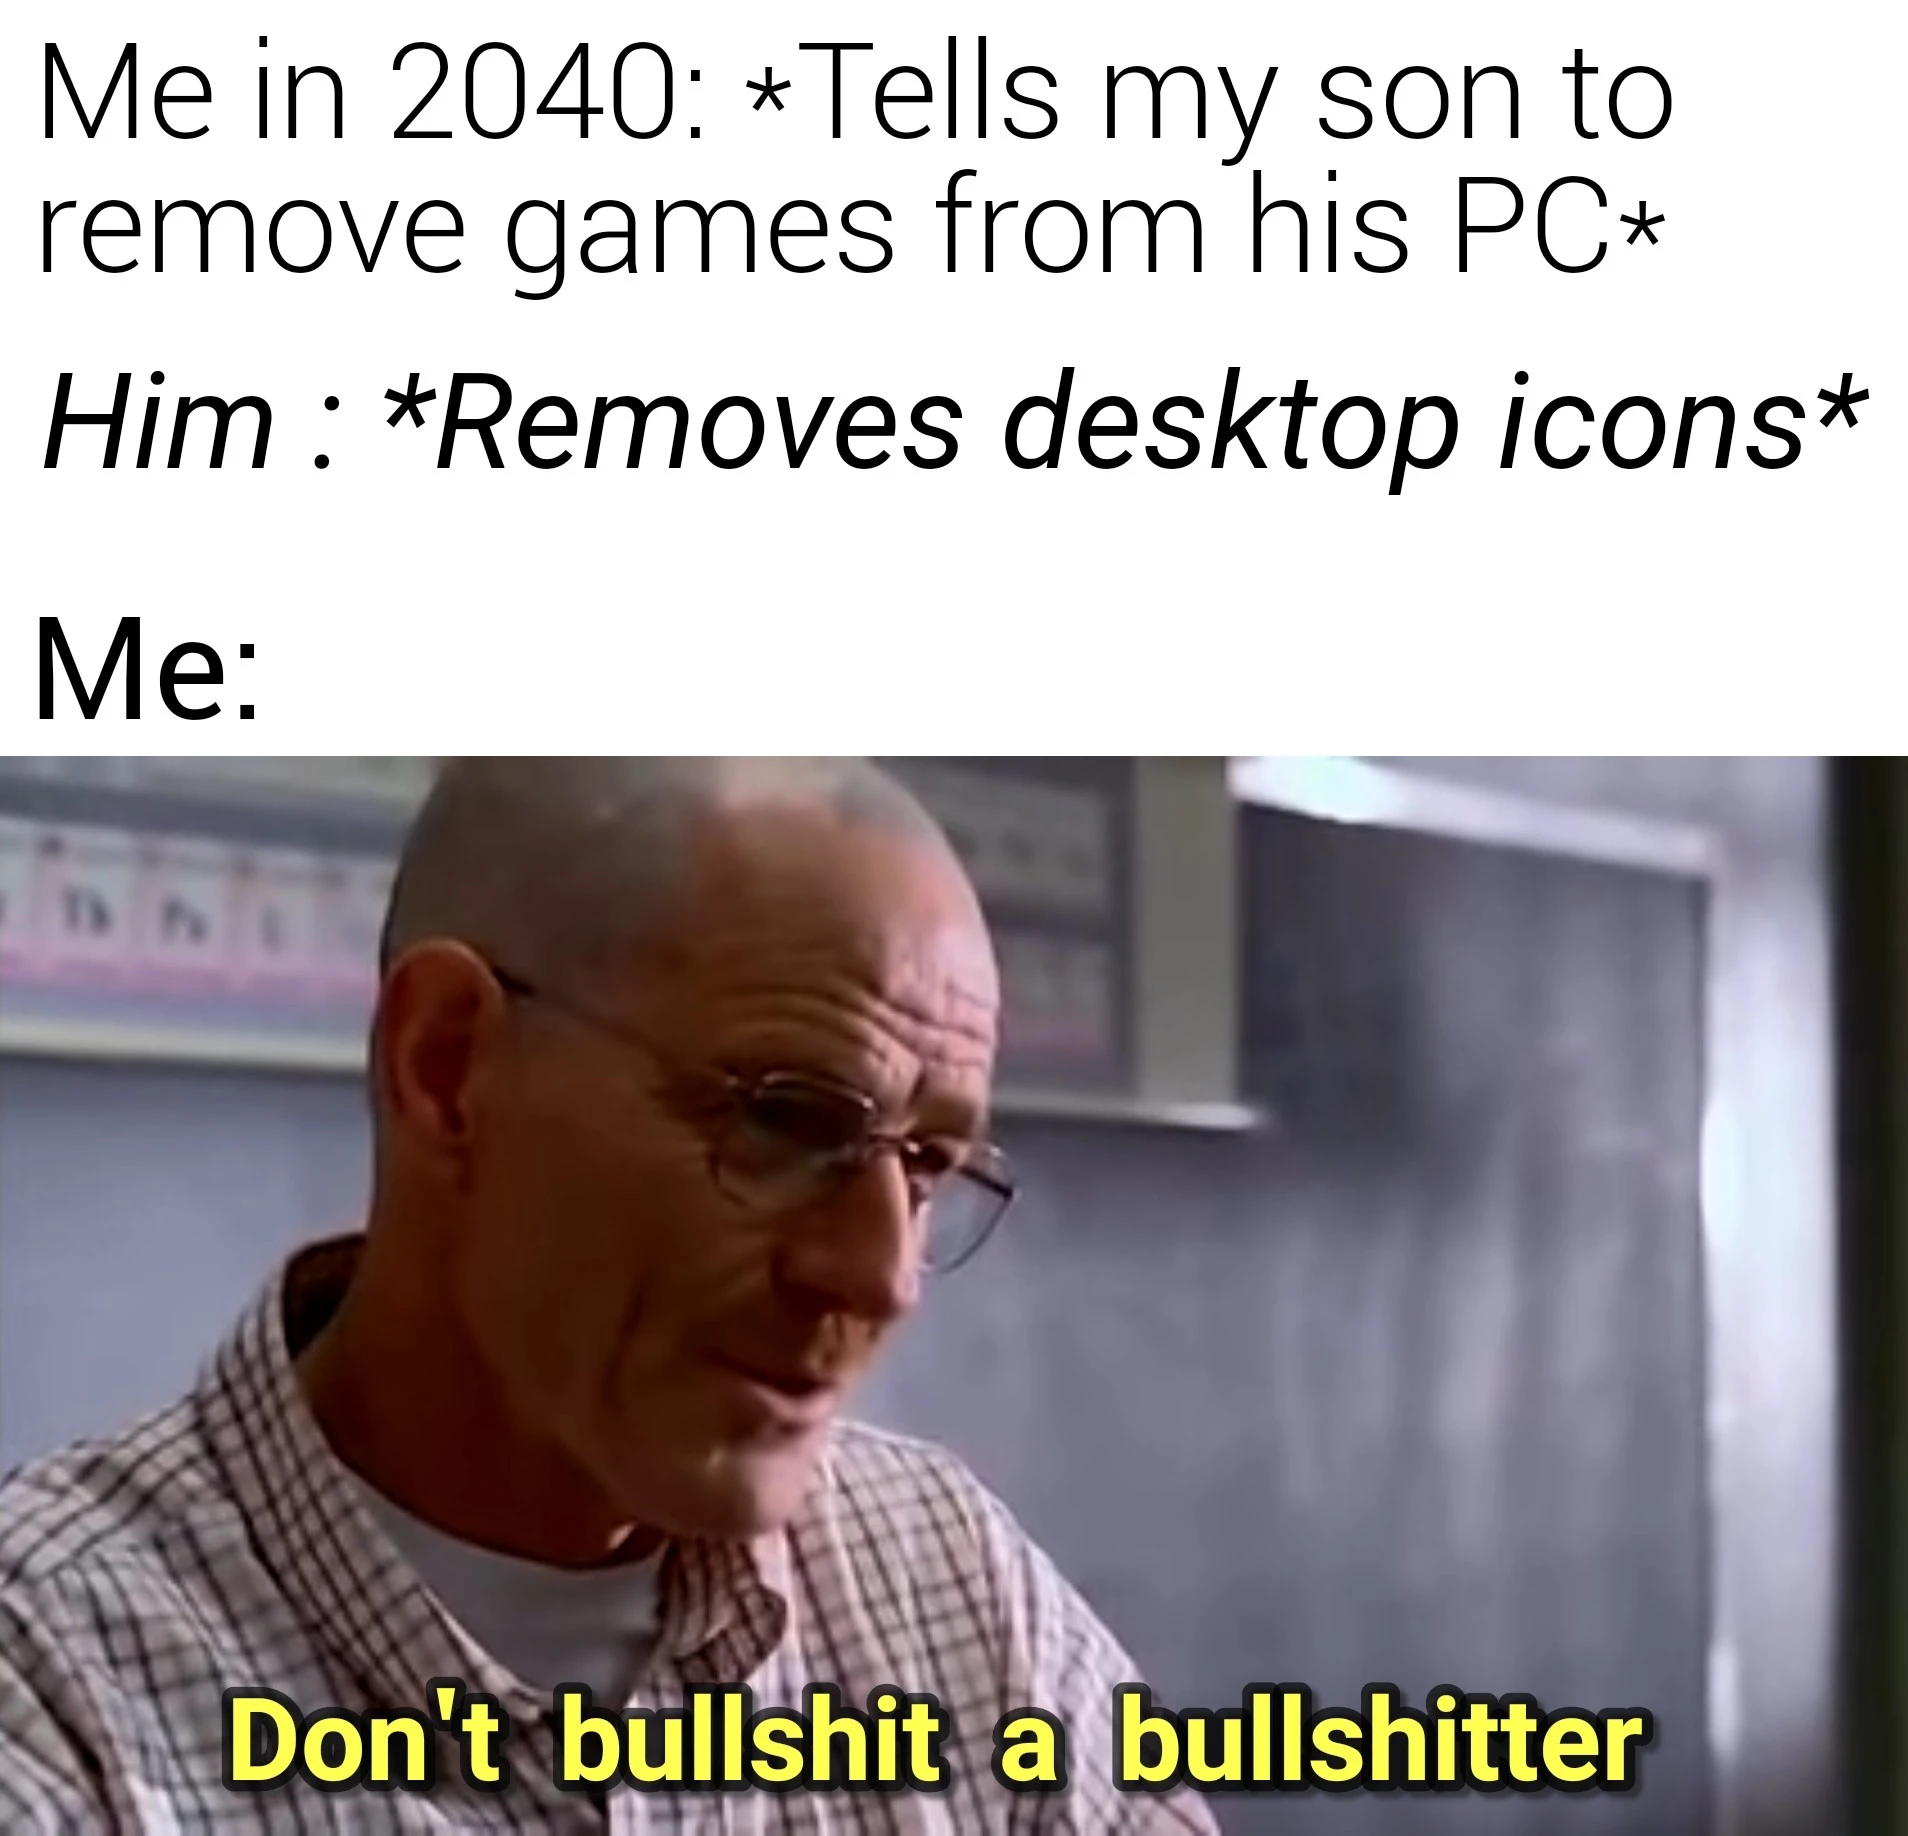 Me in 2040: *Tells my son to
remove games from his PC*
Him : *Removes desktop icons*
Me:
Don't bullshit a bullshitter